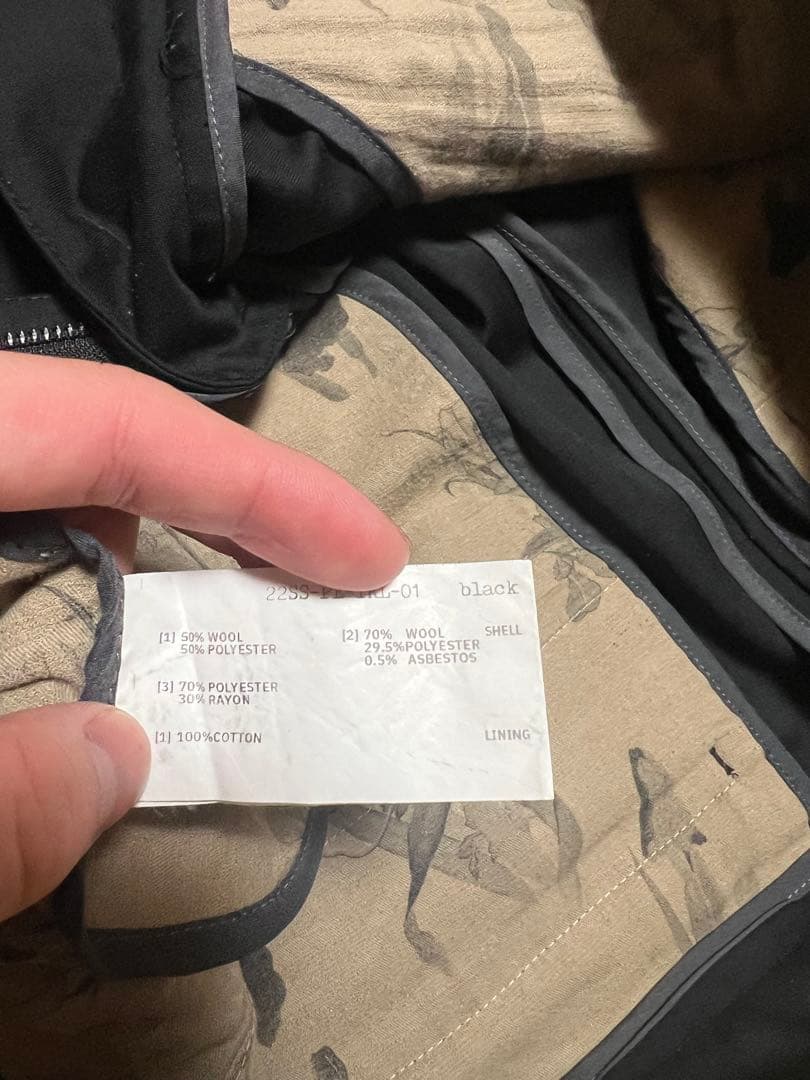 22SS- -01 black
[1] 50% WOOL [2] 70% WOOL SHELL
50% POLYESTER 29.5%POLYESTER
0.5% ASBESTOS
[3] 70% POLYESTER
30% RAYON
[1] 100%COTTON LINING